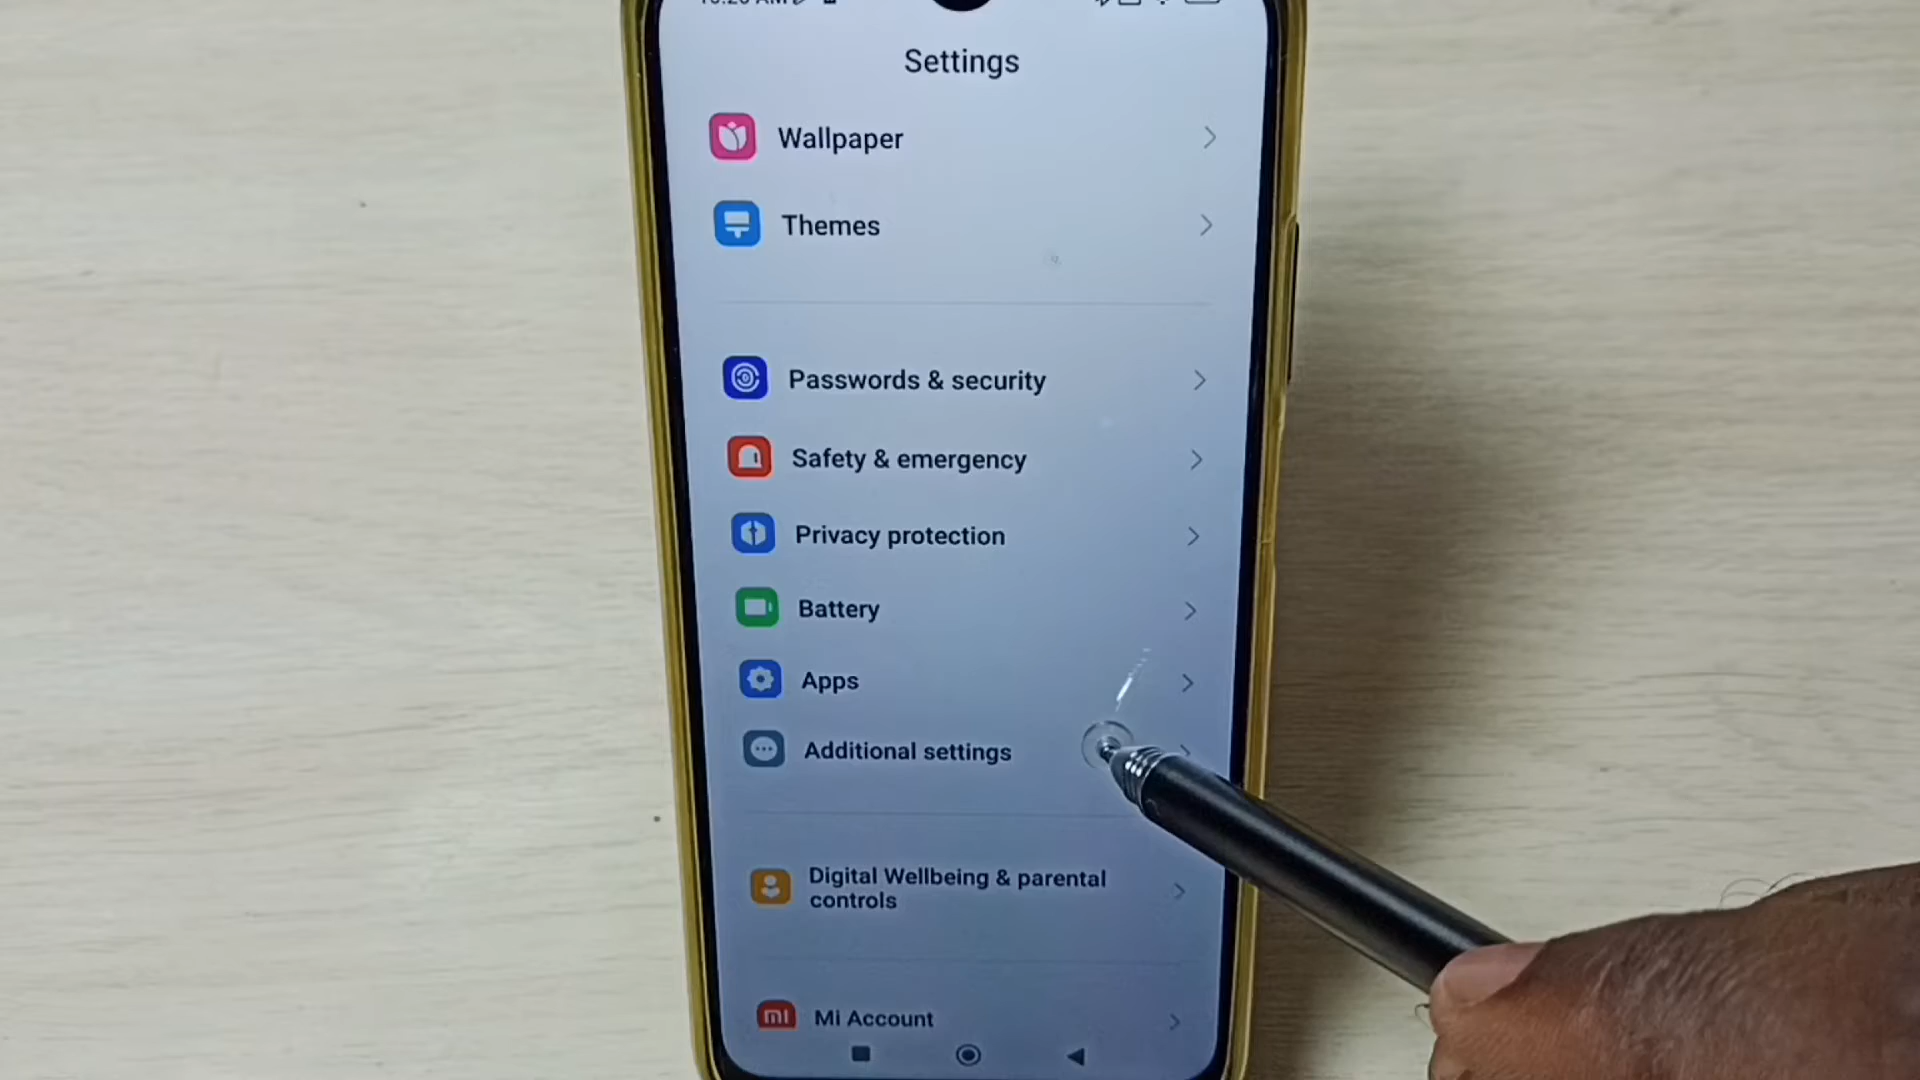 Settings
Wallpaper
Themes
Passwords & security
Safety & emergency
Privacy protection
Battery
Apps
Additional settings
Digital Wellbeing & parental
controls
mi Mi Account